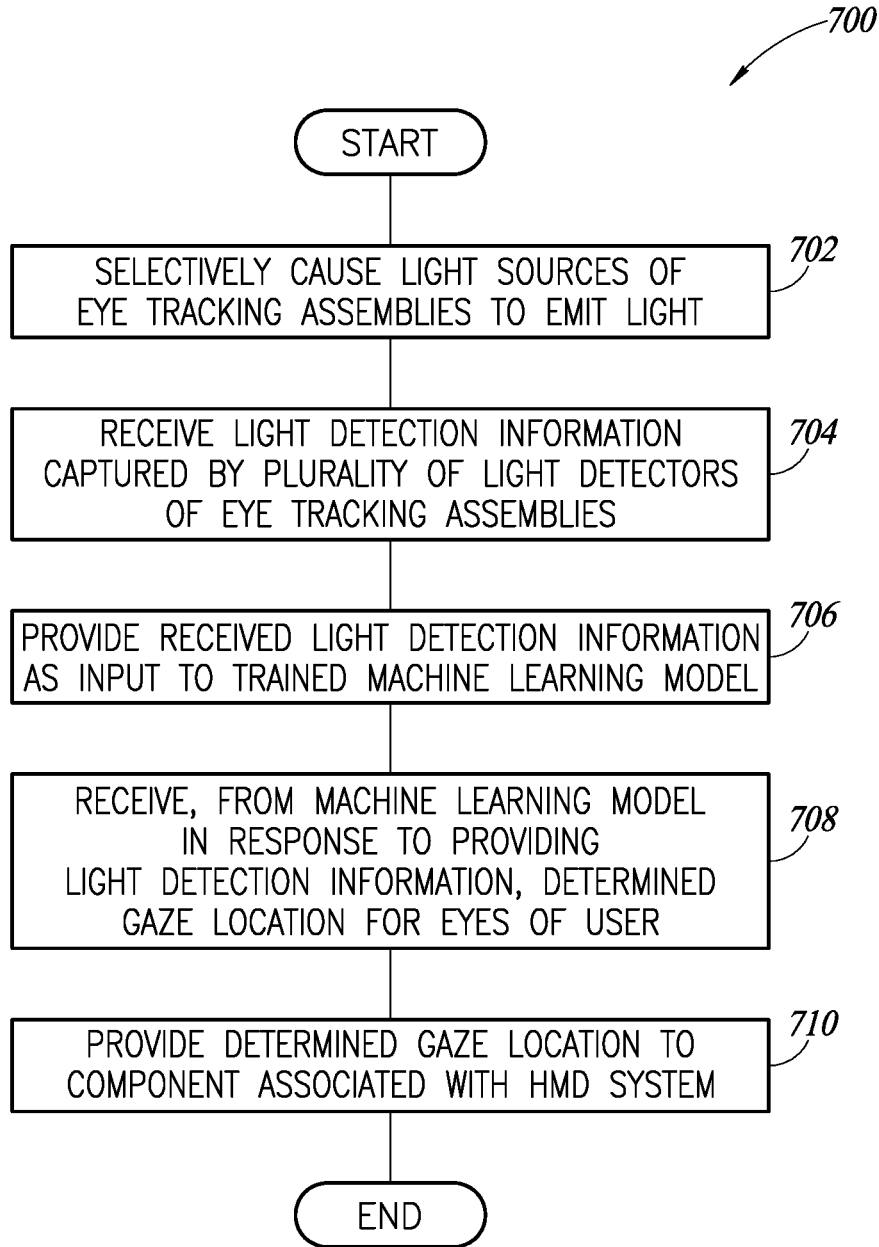 700
START
702
SELECTIVELY CAUSE LIGHT SOURCES OF
EYE TRACKING ASSEMBLIES TO EMIT LIGHT
704
RECEIVE LIGHT DETECTION INFORMATION
CAPTURED BY PLURALITY OF LIGHT DETECTORS
OF EYE TRACKING ASSEMBLIES
706
PROVIDE RECEIVED LIGHT DETECTION INFORMATION
AS INPUT TO TRAINED MACHINE LEARNING MODEL
708
RECEIVE, FROM MACHINE LEARNING MODEL
IN RESPONSE TO PROVIDING
LIGHT DETECTION INFORMATION, DETERMINED
GAZE LOCATION FOR EYES OF USER
710
PROVIDE DETERMINED GAZE LOCATION TO
COMPONENT ASSOCIATED WITH HMD SYSTEM
END